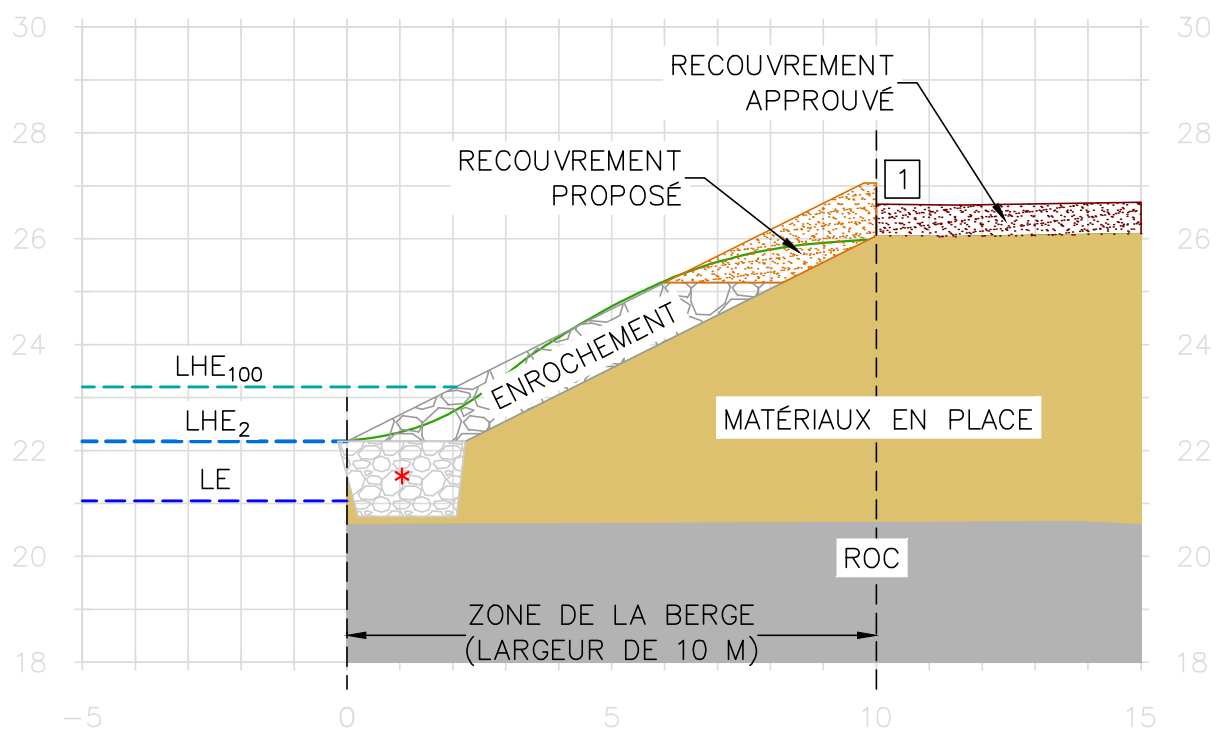 30
30
RECOUVREMENT
APPROUVÉ
28
28
RECOUVREMENT
PROPOSÉ
1
26
26
24
24
ENROCHEMENT
LHE100
LHE2
MATÉRIAUX EN PLACE
22
22
LE
*
20
20
ROC
ZONE DE LA BERGE
(LARGEUR DE 10 M)
18
18
-5 0 5 10 15